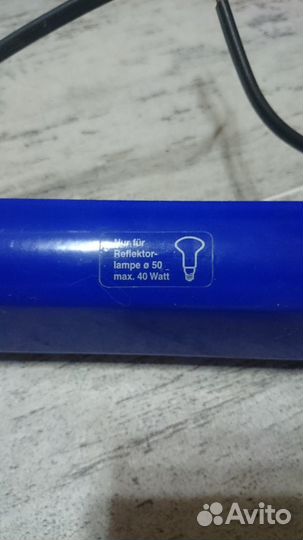 Nur für
Reflektor-
lampe ø 50
max. 40 Watt
Avito